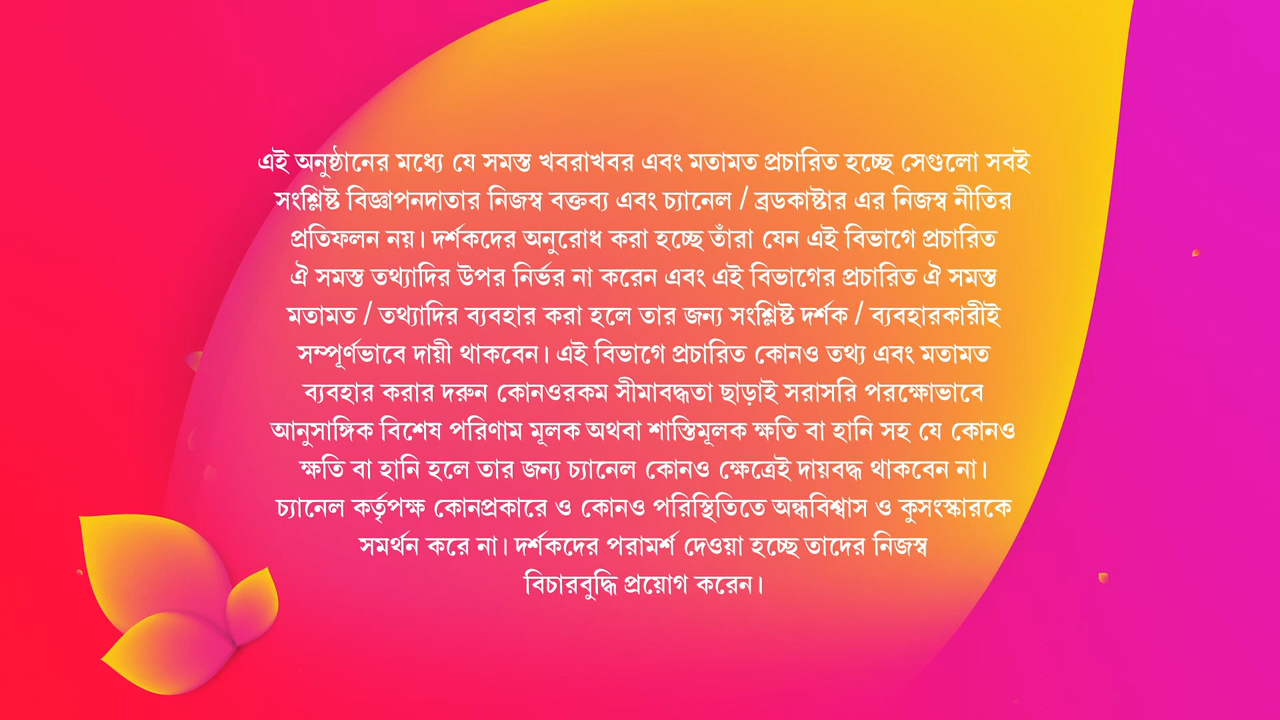 এই অনুষ্ঠানের মধ্যে যে সমস্ত খবরাখবর এবং মতামত প্রচারিত হচ্ছে সেগুলো সবই
সংশ্লিষ্ট বিজ্ঞাপনদাতার নিজস্ব বক্তব্য এবং চ্যানেল / ব্রডকাষ্টার এর নিজস্ব নীতির
প্রতিফলন নয়। দর্শকদের অনুরোধ করা হচ্ছে তাঁরা যেন এই বিভাগে প্রচারিত
ঐ সমস্ত তথ্যাদির উপর নির্ভর না করেন এবং এই বিভাগের প্রচারিত ঐ সমস্ত
মতামত / তথ্যাদির ব্যবহার করা হলে তার জন্য সংশ্লিষ্ট দর্শক / ব্যবহারকারীই
সম্পূর্ণভাবে দায়ী থাকবেন। এই বিভাগে প্রচারিত কোনও তথ্য এবং মতামত
ব্যবহার করার দরুন কোনওরকম সীমাবদ্ধতা ছাড়াই সরাসরি পরক্ষোভাবে
আনুসাঙ্গিক বিশেষ পরিণাম মূলক অথবা শাস্তিমূলক ক্ষতি বা হানি সহ যে কোনও
ক্ষতি বা হানি হলে তার জন্য চ্যানেল কোনও ক্ষেত্রেই দায়বদ্ধ থাকবেন না।
চ্যানেল কর্তৃপক্ষ কোনপ্রকারে ও কোনও পরিস্থিতিতে অন্ধবিশ্বাস ও কুসংস্কারকে
সমর্থন করে না। দর্শকদের পরামর্শ দেওয়া হচ্ছে তাদের নিজস্ব
বিচারবুদ্ধি প্রয়োগ করেন।